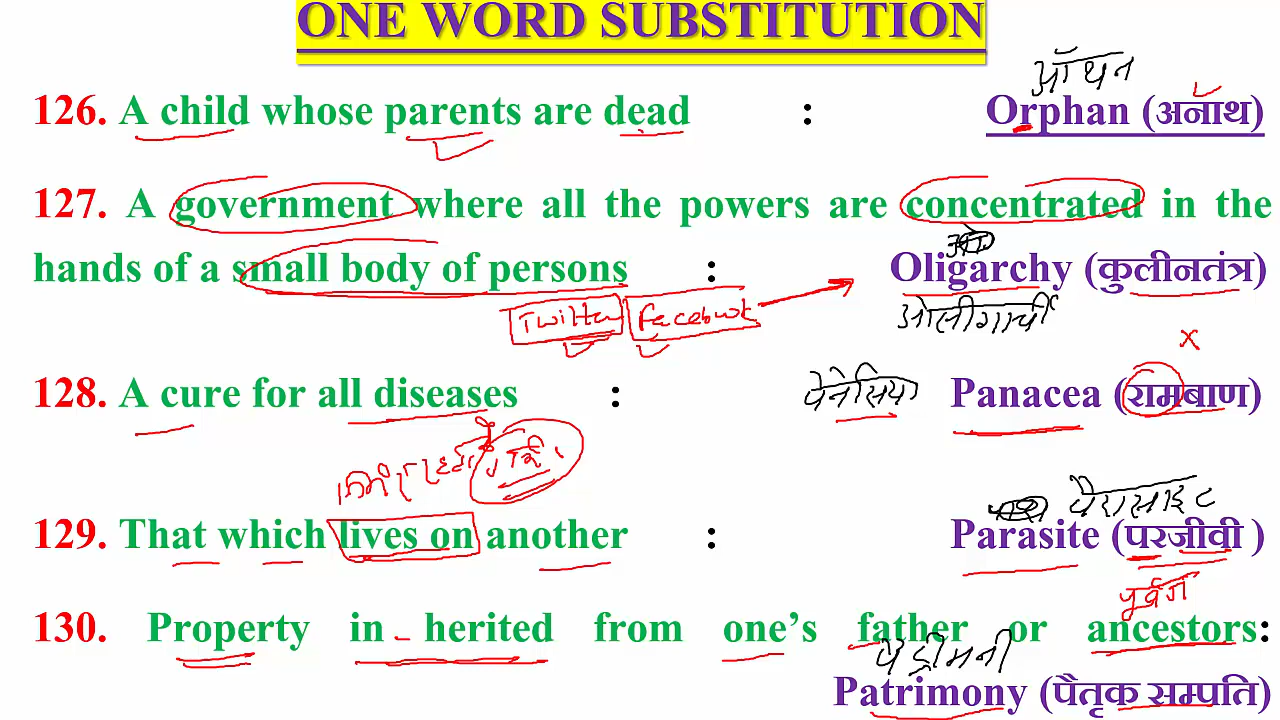 ONE WORD SUBSTITUTION
ऑर्थन
126. A child whose parents are dead : Orphan (अनाथ)
127. A government where all the powers are concentrated in the
hands of a small body of persons : Oligarchy (कुलीनतंत्र)
Twitter Facebook ओलीगार्ची
पेनेसिया
128. A cure for all diseases : Panacea (रामबाण)
पैरासाइट
129. That which lives on another : Parasite (परजीवी )
पूर्वज
130. Property in herited from one’s father or ancestors:
पेट्रीमनी
Patrimony (पैतृक सम्पति)